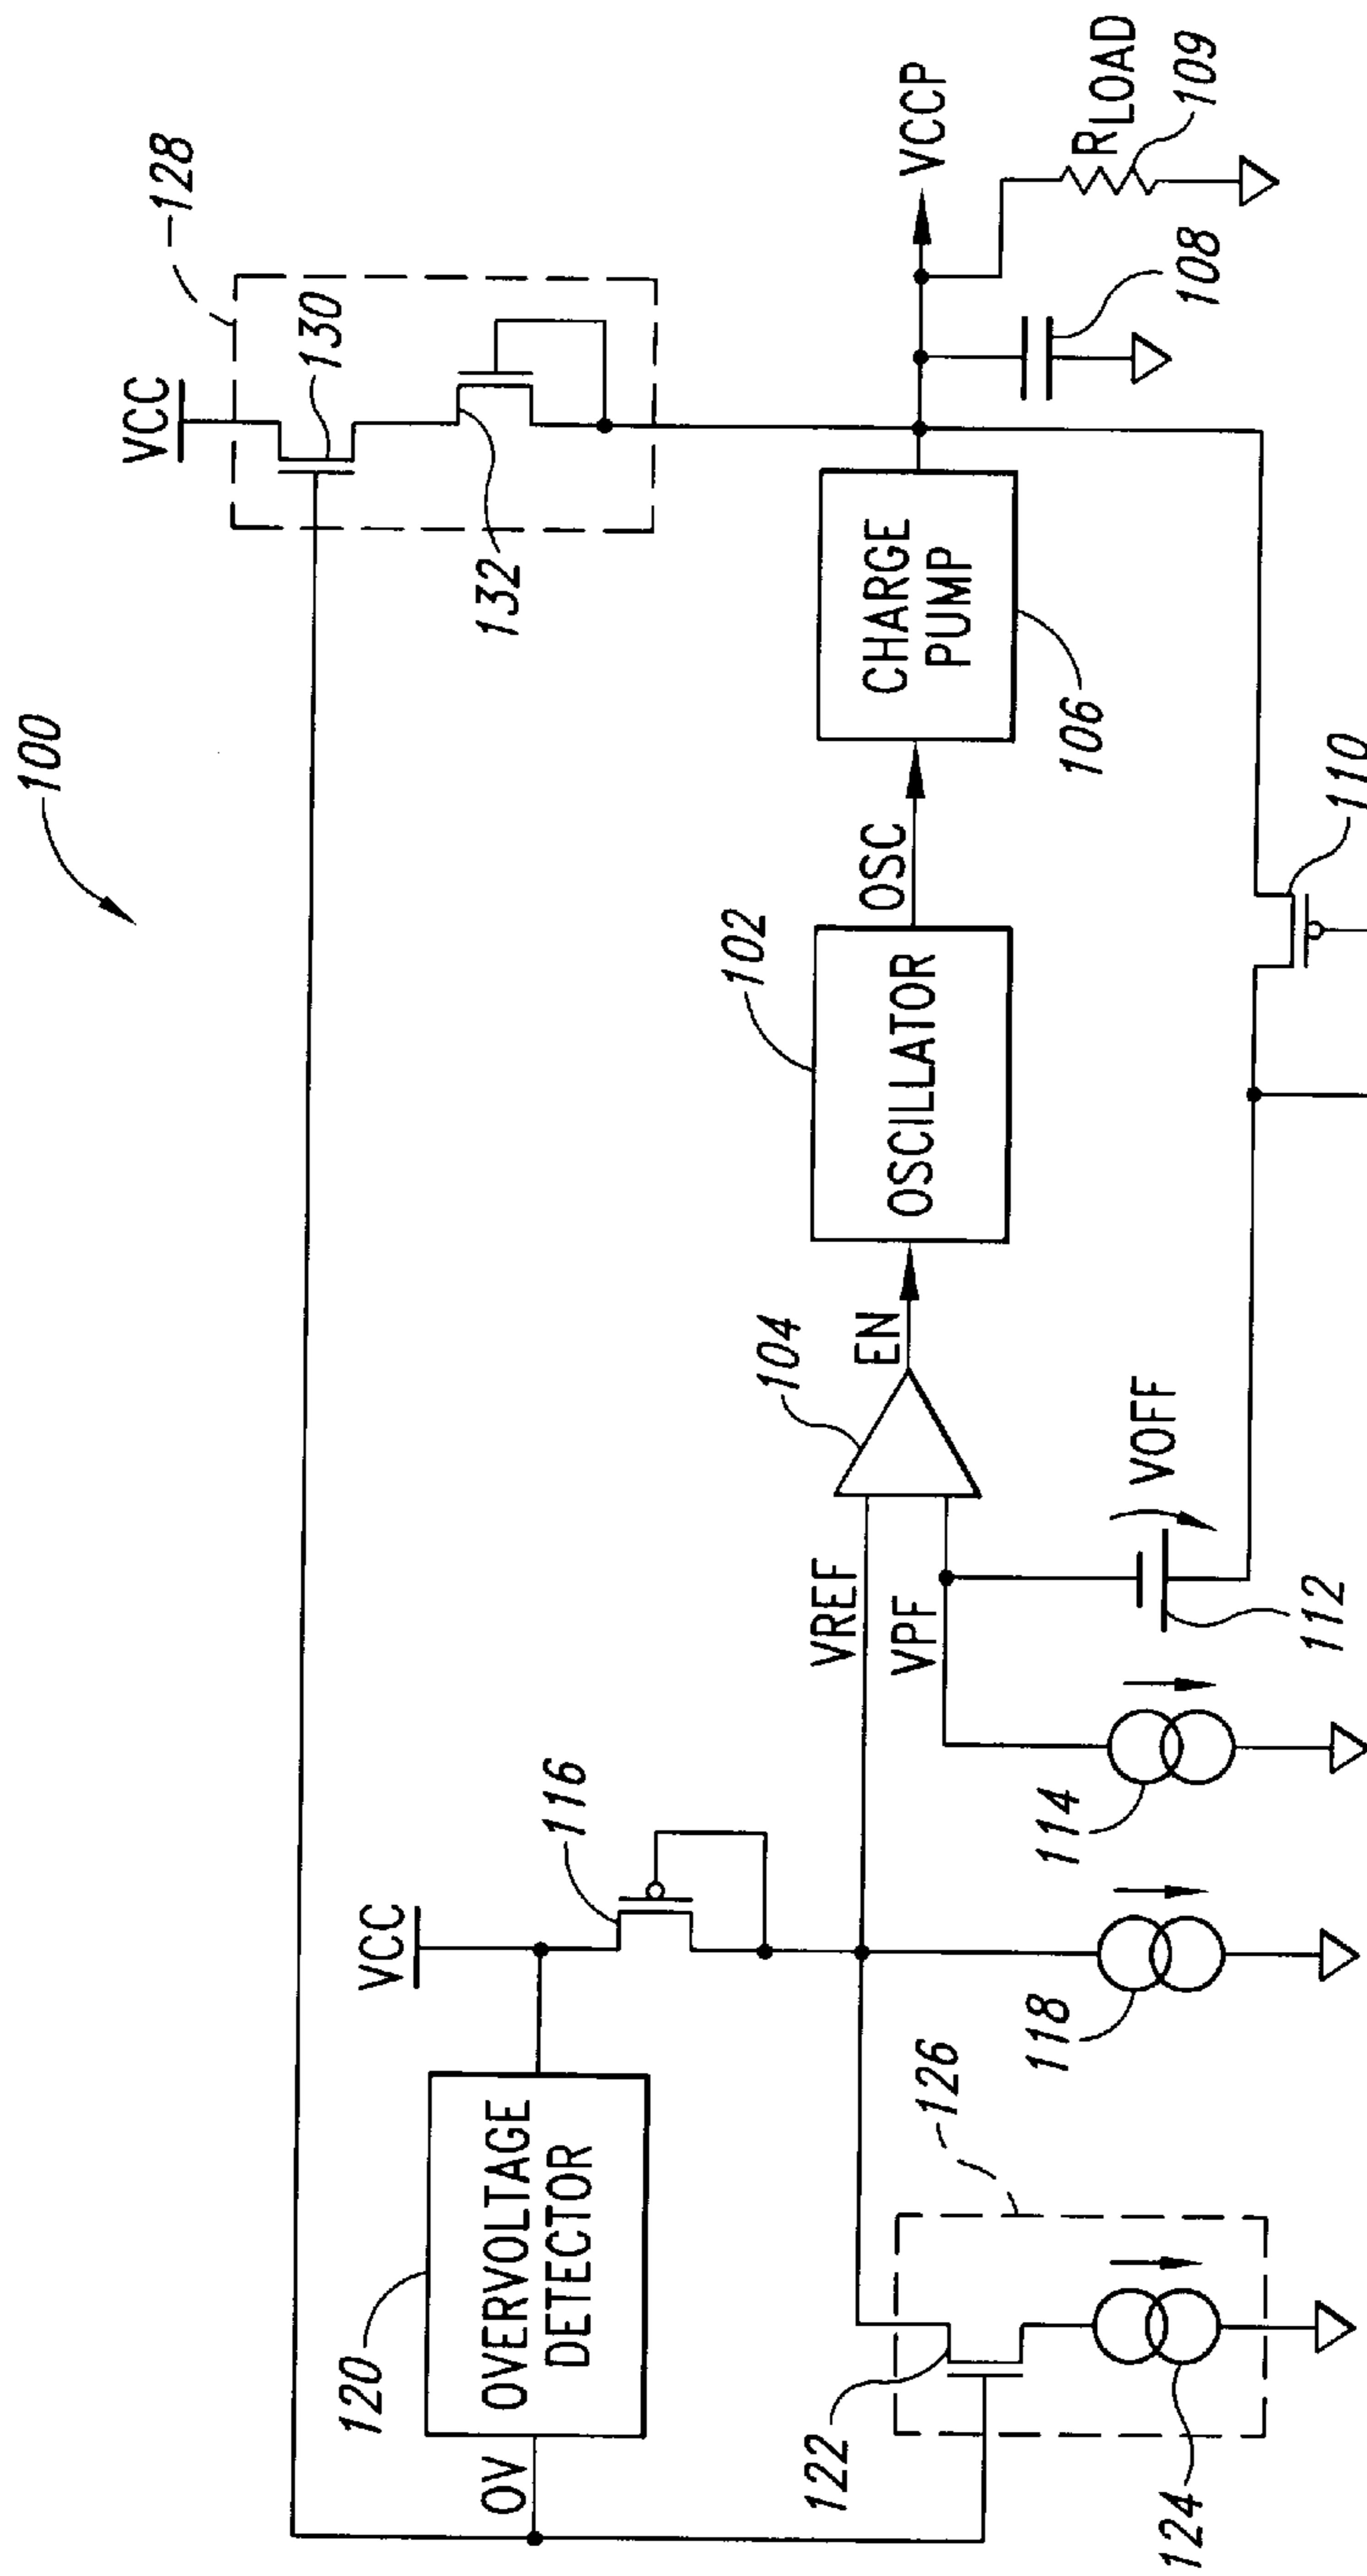 100
VCC
128
130
132
VCC
116
120
OVERVOLTAGE
DETECTOR
OV
VREF
VPF
104
EN
102
OSCILLATOR
OSC
CHARGE
PUMP
106
VCCP
RLOAD
109
108
110
VOFF
112
114
118
126
122
124